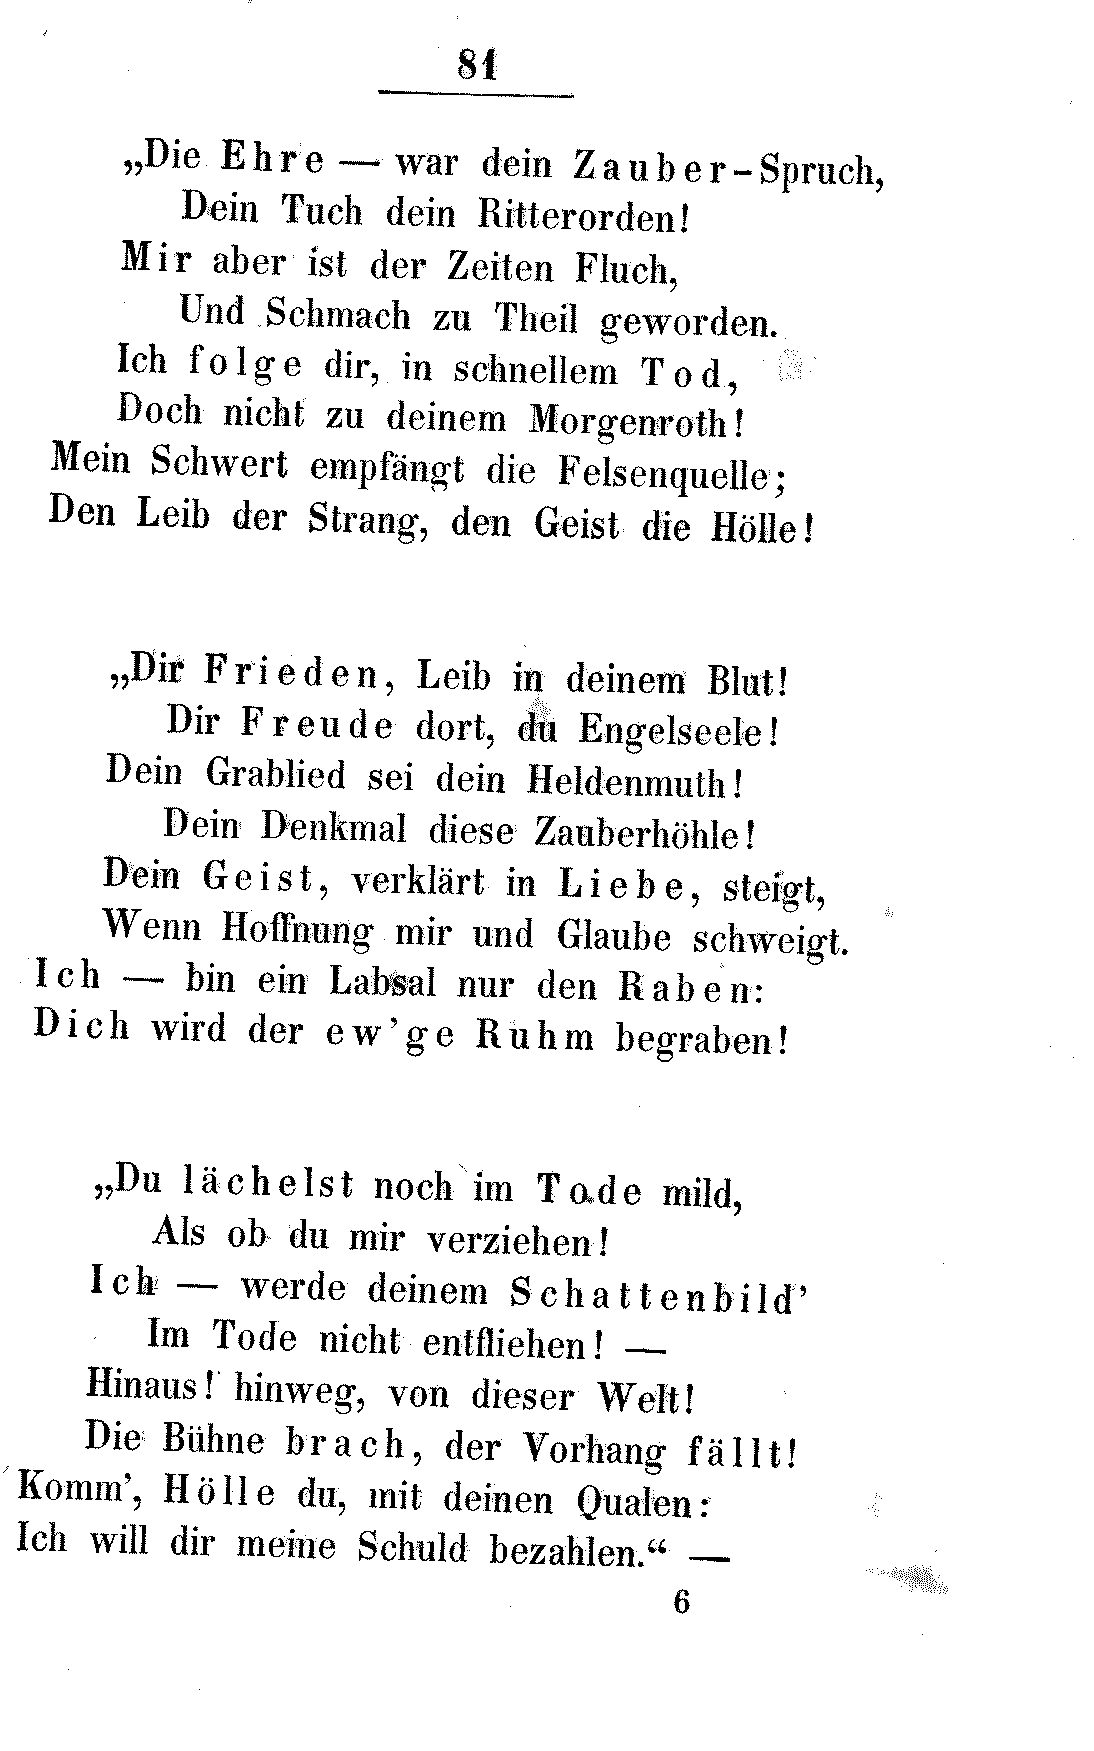 81
„Die Ehre — war dein Zauber-Spruch,
Dein Tuch dein Ritterorden!
Mir aber ist der Zeiten Fluch,
Und Schmach zu Theil geworden.
Ich folge dir, in schnellem Tod,
Doch nicht zu deinem Morgenroth!
Mein Schwert empfängt die Felsenquelle;
Den Leib der Strang, den Geist die Hölle!
„Dir Frieden, Leib in deinem Blut!
Dir Freude dort, du Engelseele!
Dein Grablied sei dein Heldenmuth!
Dein Denkmal diese Zauberhöhle!
Dein Geist, verklärt in Liebe, steigt,
Wenn Hoffnung mir und Glaube schweigt.
Ich — bin ein Labsal nur den Raben:
Dich wird der ew’ge Ruhm begraben!
„Du lächelst noch im Tode mild,
Als ob du mir verziehen!
Ich — werde deinem Schattenbild’
Im Tode nicht entfliehen! —
Hinaus! hinweg, von dieser Welt!
Die Bühne brach, der Vorhang fällt!
Komm’, Hölle du, mit deinen Qualen:
Ich will dir meine Schuld bezahlen.“ —
6